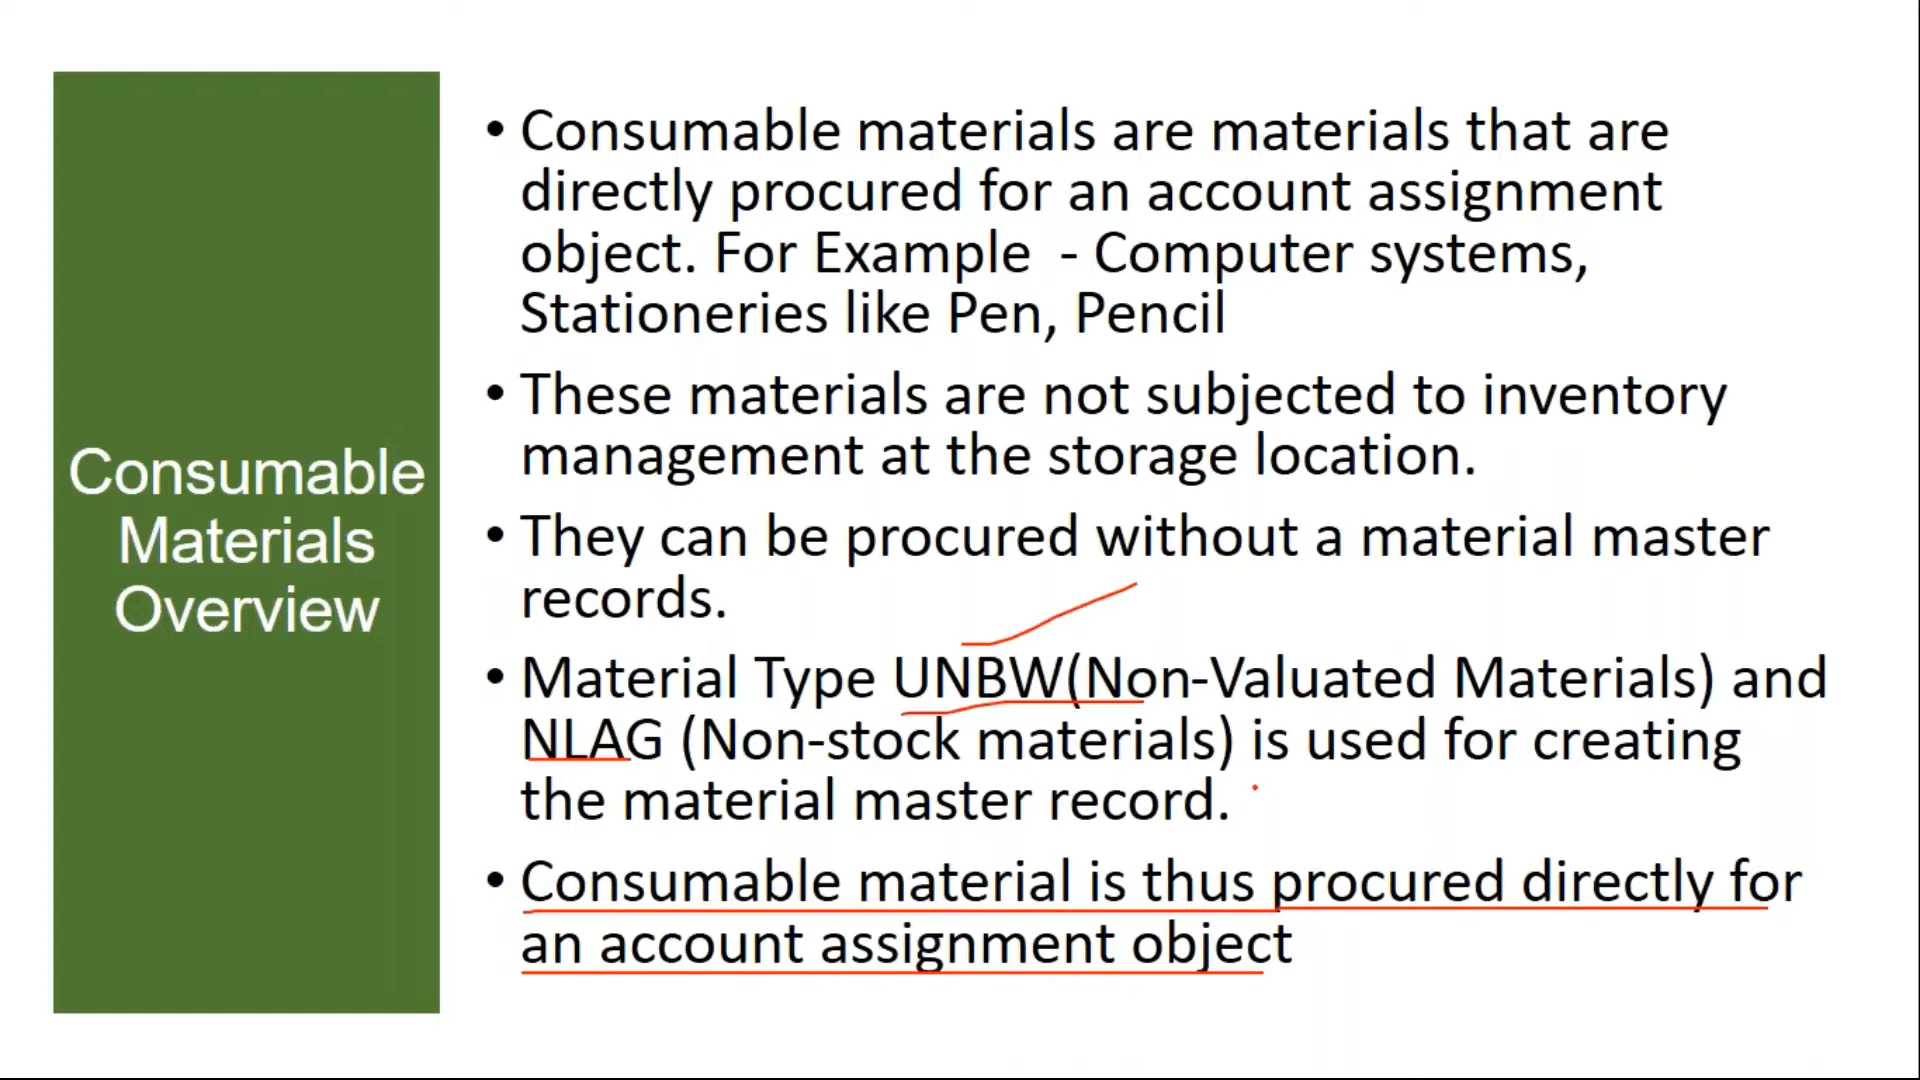 Consumable
Materials
Overview
• Consumable materials are materials that are
directly procured for an account assignment
object. For Example  - Computer systems,
Stationeries like Pen, Pencil
• These materials are not subjected to inventory
management at the storage location.
• They can be procured without a material master
records.
• Material Type UNBW(Non-Valuated Materials) and
NLAG (Non-stock materials) is used for creating
the material master record.
• Consumable material is thus procured directly for
an account assignment object